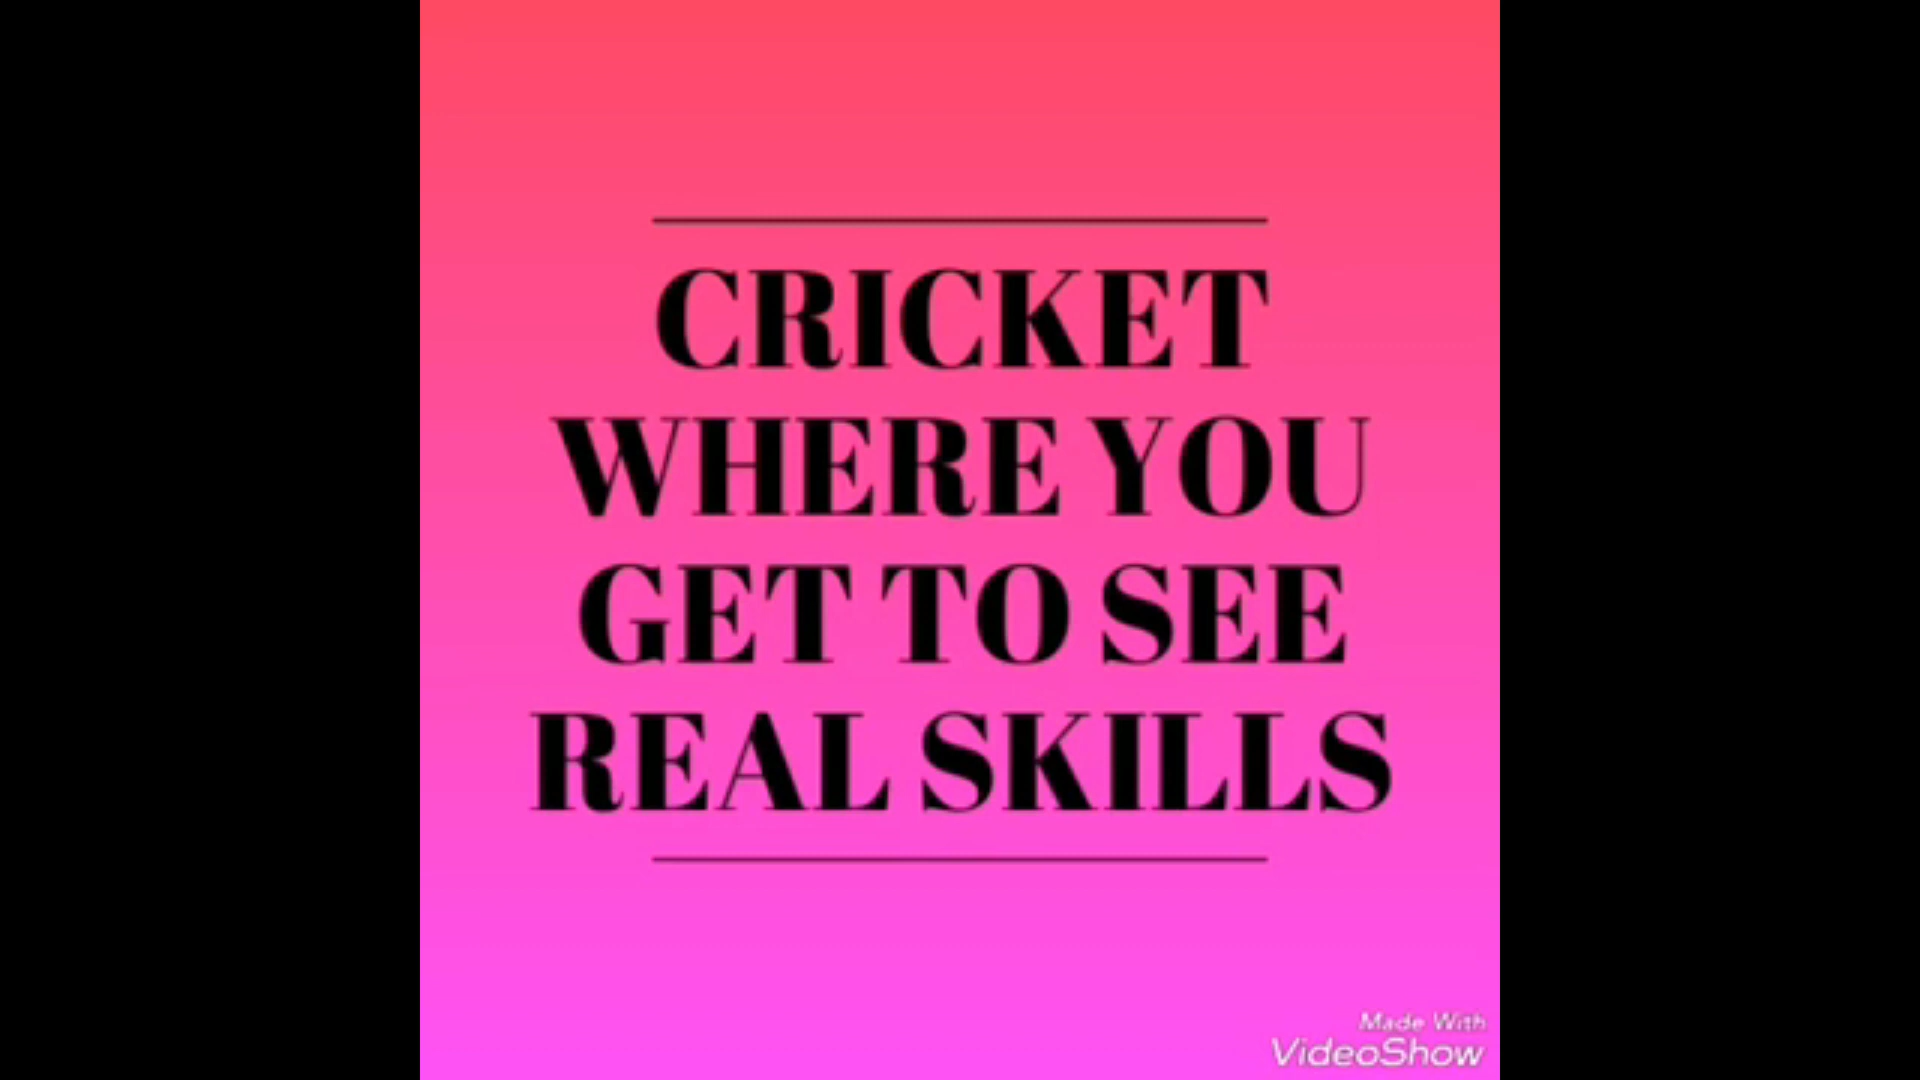 CRICKET
WHERE YOU
GET TO SEE
REAL SKILLS
Made With
VideoShow